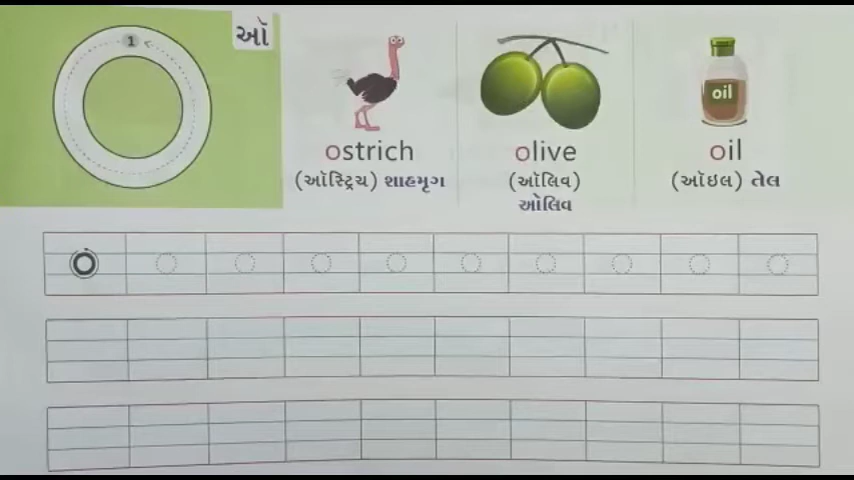 1
ઑ
oil
ostrich
(ઑસ્ટ્રિચ) શાહમૃગ
olive
(ઑલિવ)
ઑલિવ
oil
(ઑઇલ) તેલ
o o o o o o o o o o